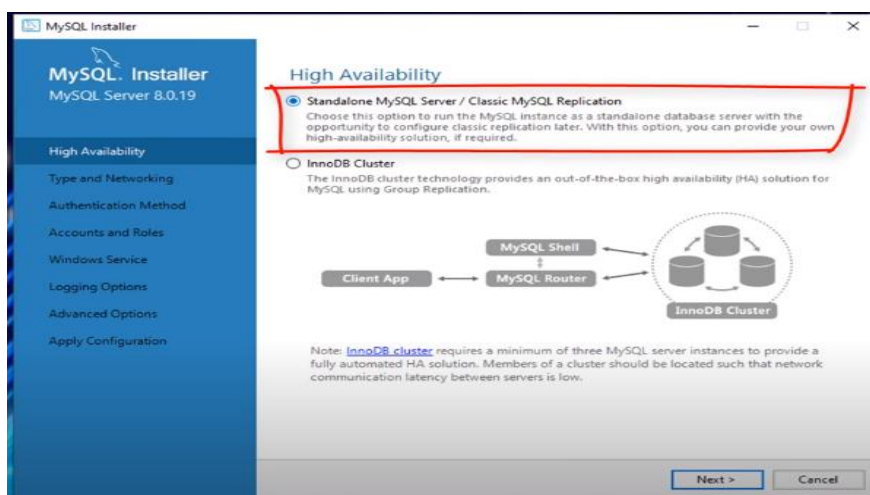 MySQL Installer
MySQL. Installer
MySQL Server 8.0.19
High Availability
Type and Networking
Authentication Method
Accounts and Roles
Windows Service
Logging Options
Advanced Options
Apply Configuration
High Availability
Standalone MySQL Server / Classic MySQL Replication
Choose this option to run the MySQL instance as a standalone database server with the
opportunity to configure classic replication later. With this option, you can provide your own
high-availability solution, if required.
InnoDB Cluster
The InnoDB cluster technology provides an out-of-the-box high availability (HA) solution for
MySQL using Group Replication.
MySQL Shell
Client App
MySQL Router
InnoDB Cluster
Note: InnoDB cluster requires a minimum of three MySQL server instances to provide a
fully automated HA solution. Members of a cluster should be located such that network
communication latency between servers is low.
Next >
Cancel